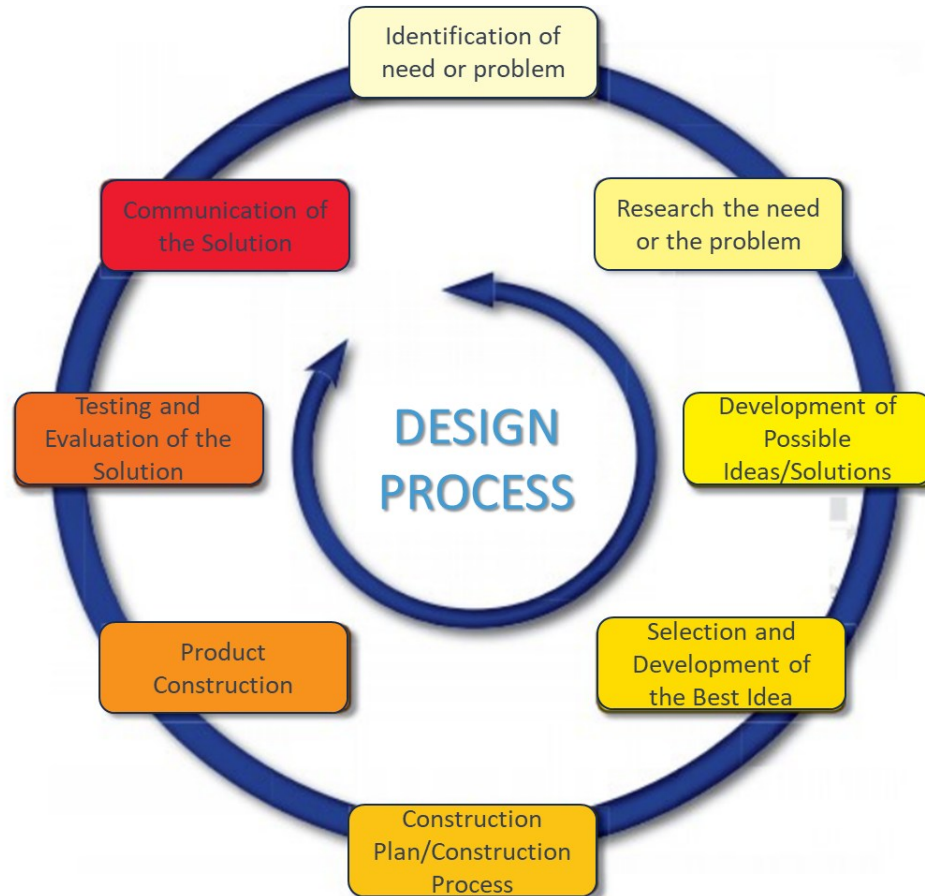 Identification of
need or problem
Research the need
or the problem
Development of
Possible
Ideas/Solutions
Selection and
Development of
the Best Idea
Construction
Plan/Construction
Process
Product
Construction
Testing and
Evaluation of the
Solution
Communication of
the Solution
DESIGN
PROCESS